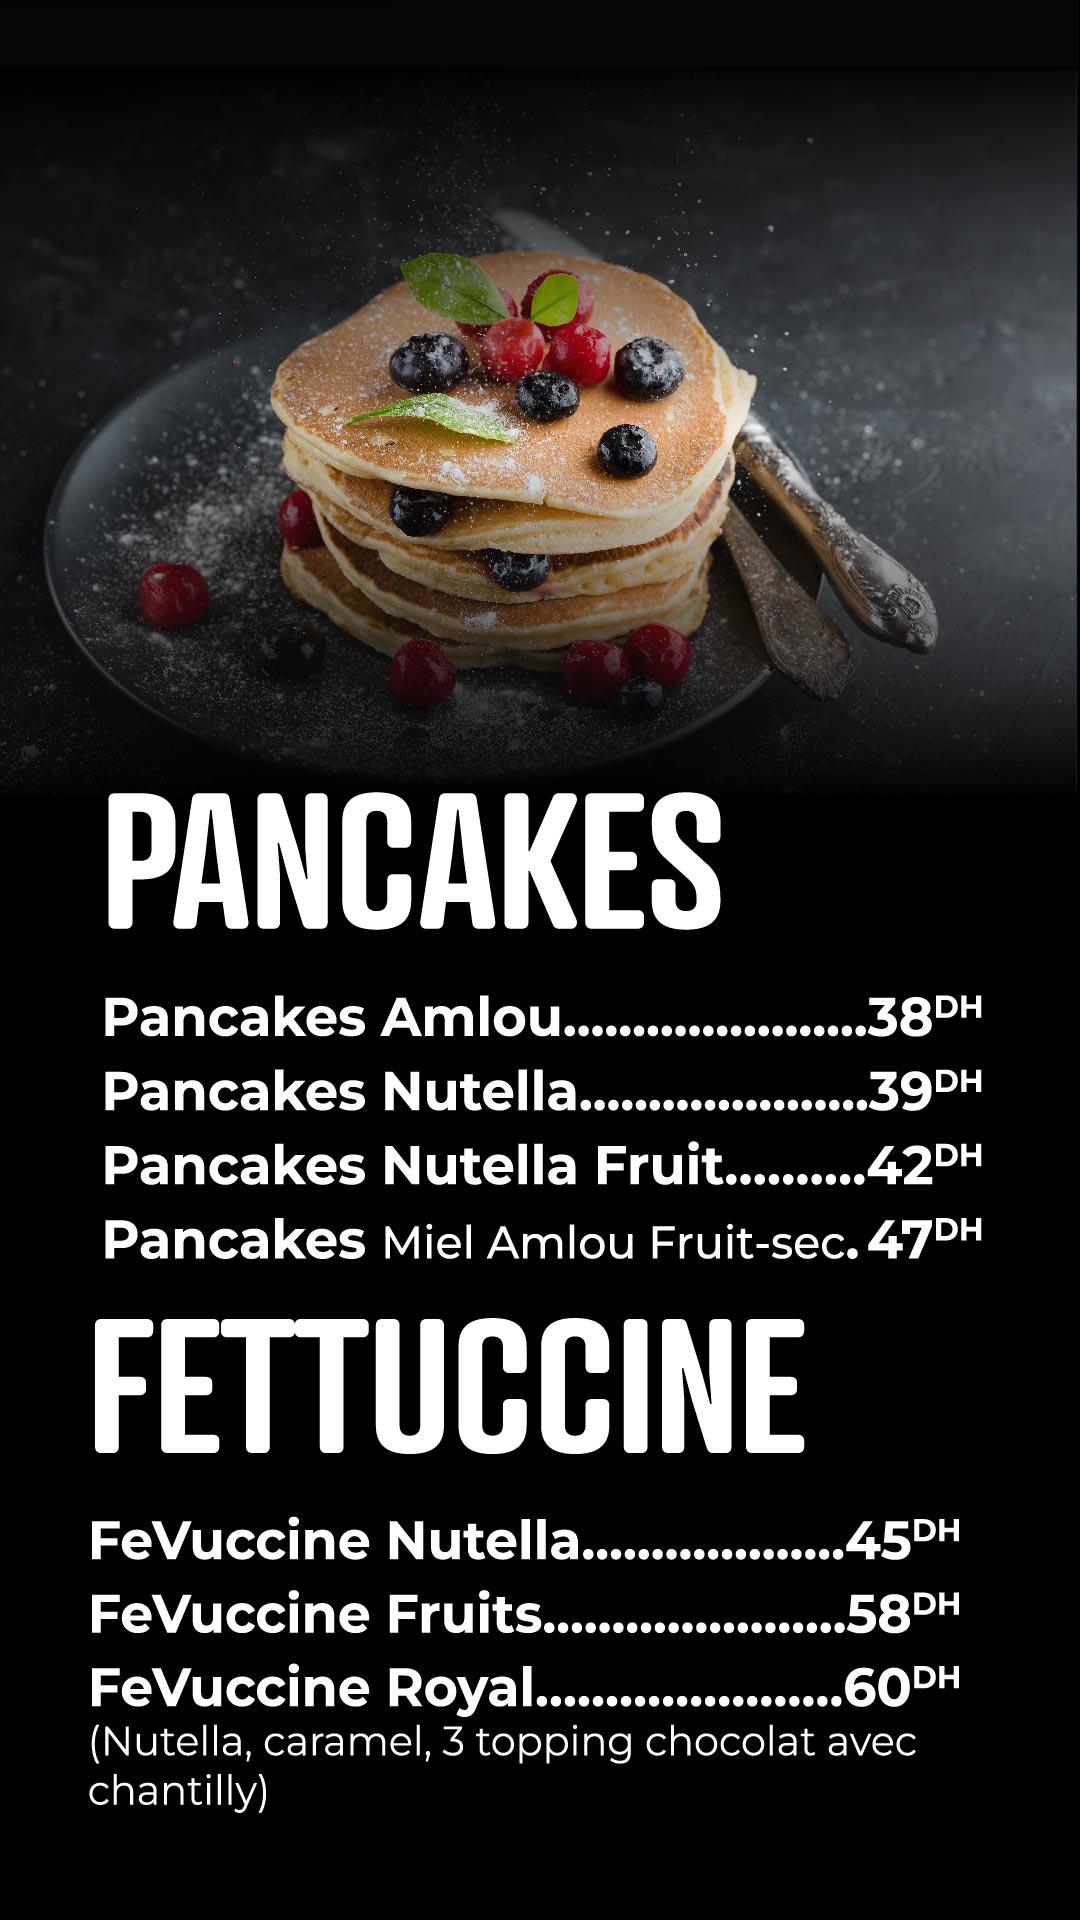 PANCAKES
Pancakes Amlou......................38DH
Pancakes Nutella.....................39DH
Pancakes Nutella Fruit..........42DH
Pancakes Miel Amlou Fruit-sec. 47DH
FETTUCCINE
FeVuccine Nutella...................45DH
FeVuccine Fruits......................58DH
FeVuccine Royal......................60DH
(Nutella, caramel, 3 topping chocolat avec
chantilly)